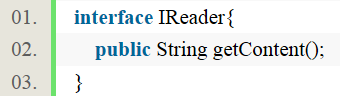 01. interface IReader{
02. public String getContent();
03. }